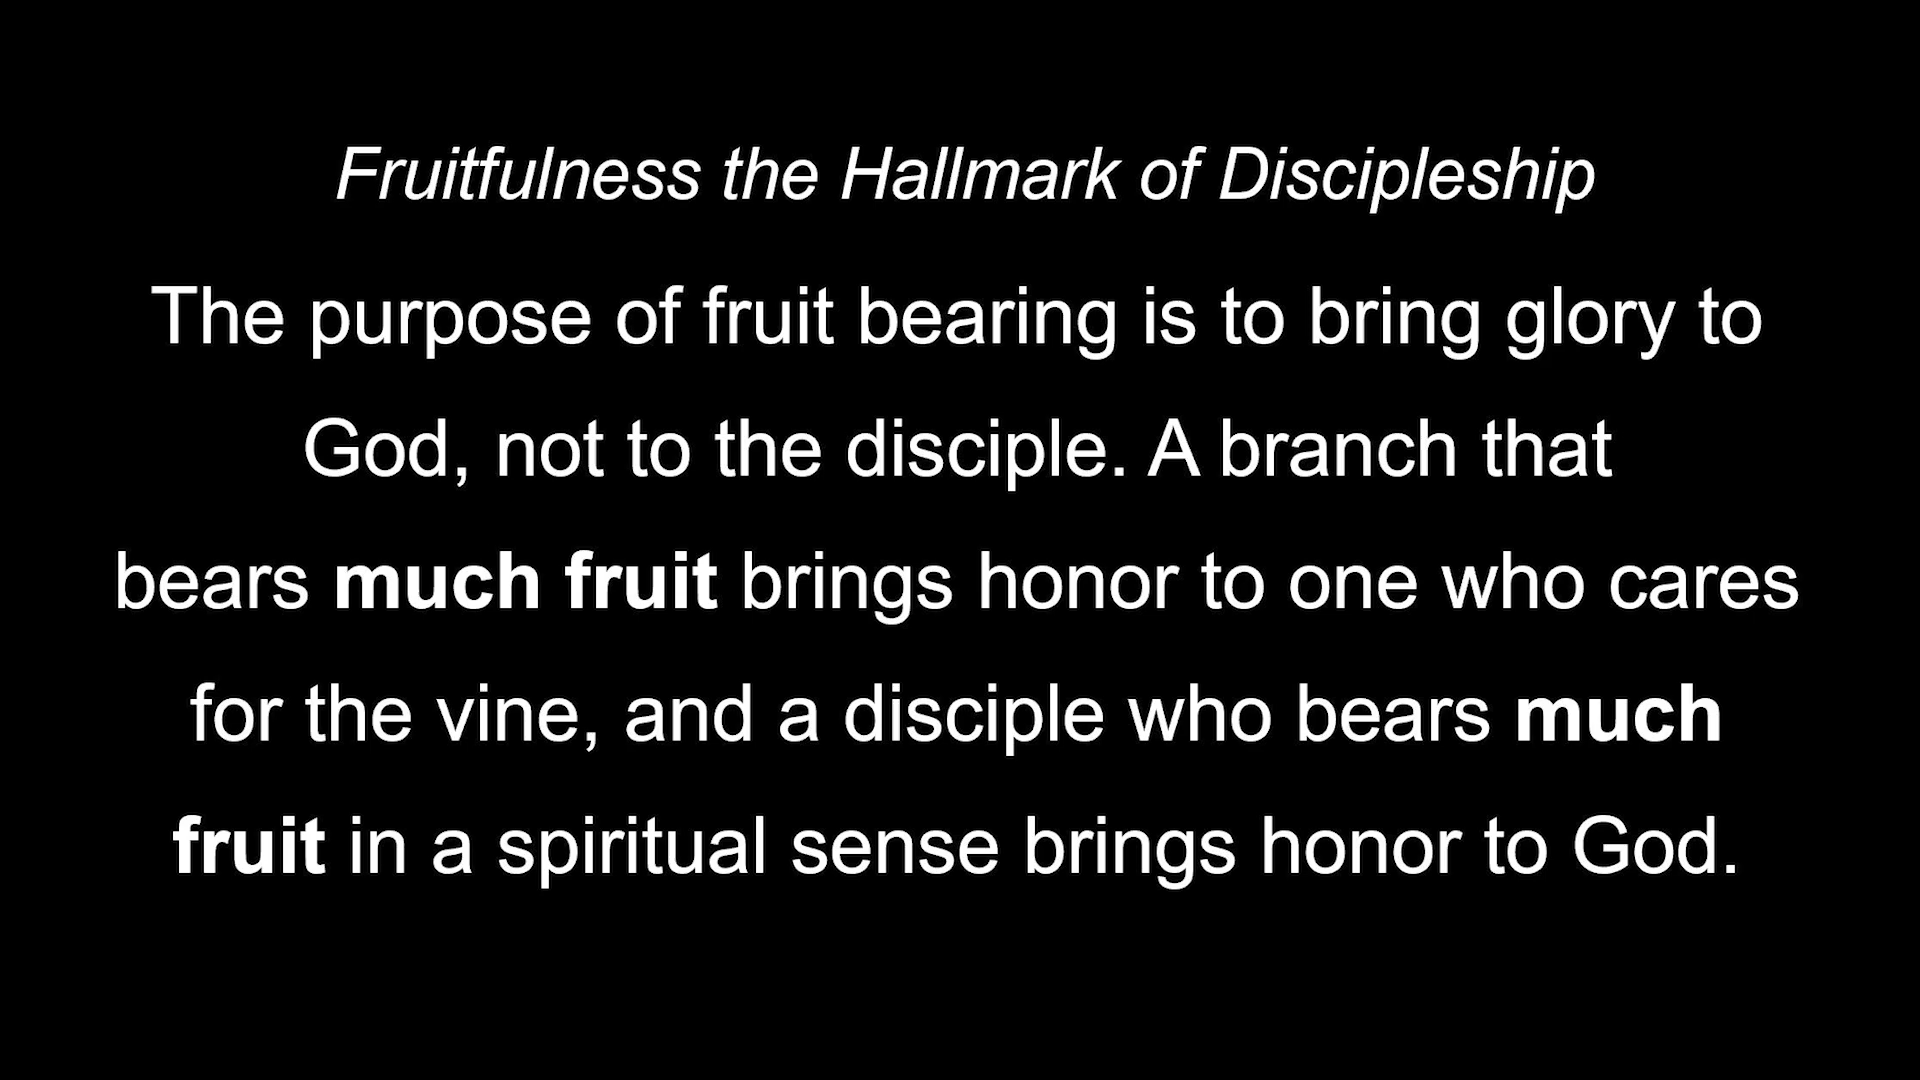 Fruitfulness the Hallmark of Discipleship
The purpose of fruit bearing is to bring glory to
God, not to the disciple. A branch that
bears much fruit brings honor to one who cares
for the vine, and a disciple who bears much
fruit in a spiritual sense brings honor to God.